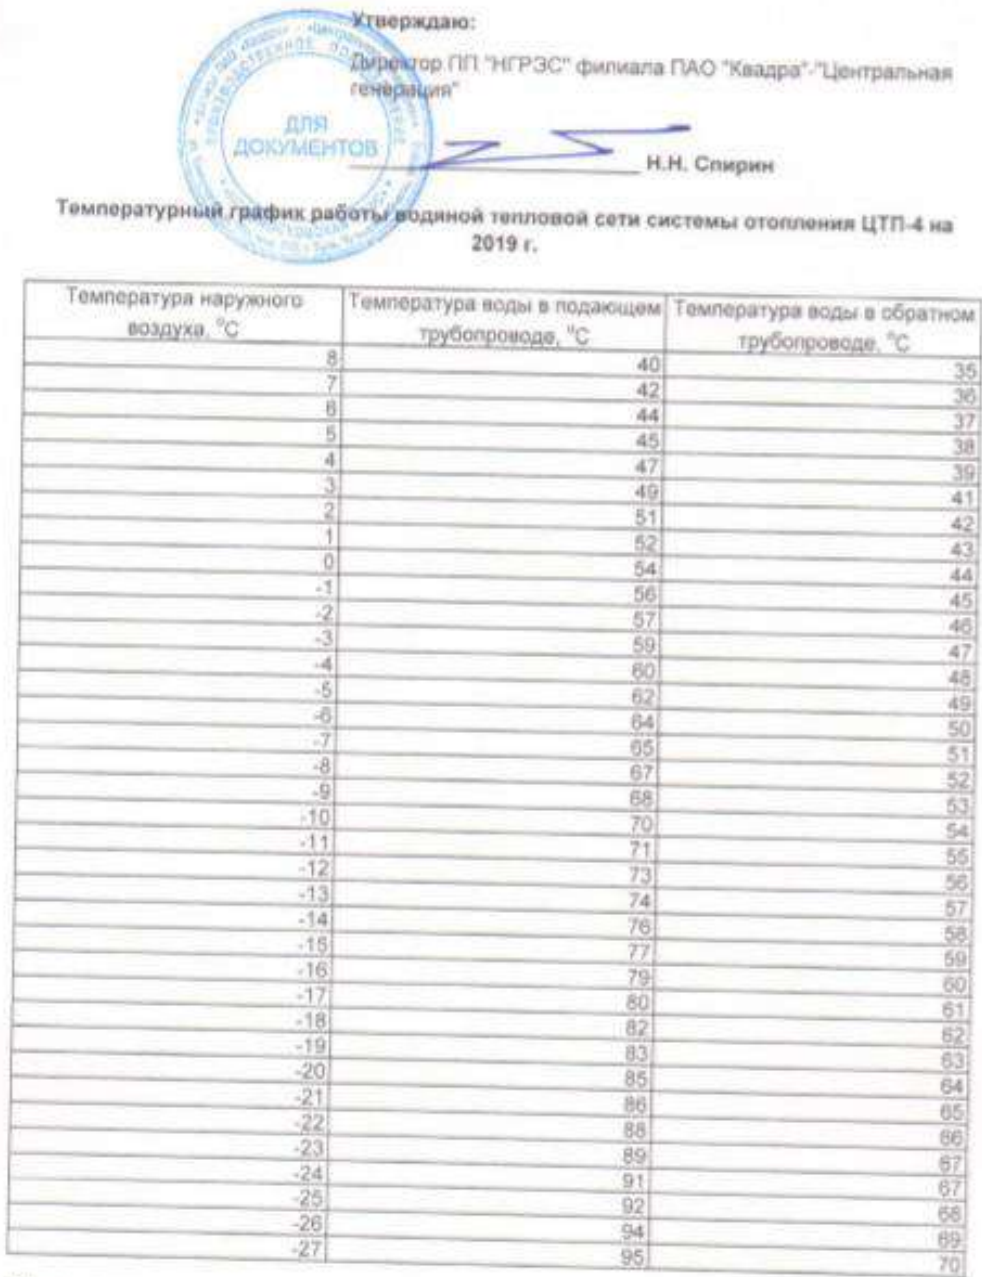 Утверждаю:
Директор ПП "НГРЭС" филиала ПАО "Квадра"-"Центральная
генерация"
ДЛЯ
ДОКУМЕНТОВ
Н.Н. Спирин
Температурный график работы водяной тепловой сети системы отопления ЦТП-4 на
2019 г.
Температура наружного воздуха, °С Температура воды в подающем трубопроводе, °С Температура воды в обратном трубопроводе, °С
8 40 35
7 42 36
6 44 37
5 45 38
4 47 39
3 49 41
2 51 42
1 52 43
0 54 44
-1 56 45
-2 57 46
-3 59 47
-4 60 48
-5 62 49
-6 64 50
-7 65 51
-8 67 52
-9 68 53
-10 70 54
-11 71 55
-12 73 56
-13 74 57
-14 76 58
-15 77 59
-16 79 60
-17 80 61
-18 82 62
-19 83 63
-20 85 64
-21 86 65
-22 88 66
-23 89 67
-24 91 67
-25 92 68
-26 94 69
-27 95 70